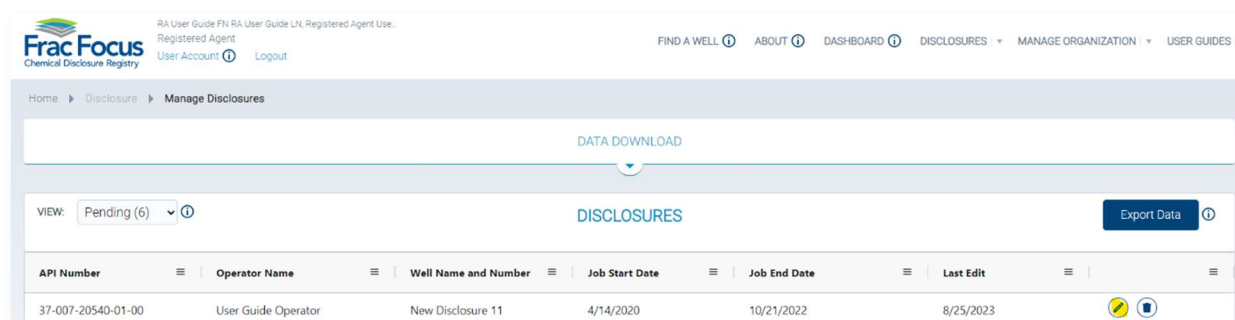 RA User Guide FN RA User Guide LN, Registered Agent Use...
Registered Agent
User Account Logout
FracFocus
Chemical Disclosure Registry
FIND A WELL ABOUT DASHBOARD DISCLOSURES MANAGE ORGANIZATION USER GUIDES
Home Disclosure Manage Disclosures
DATA DOWNLOAD
VIEW: Pending (6) DISCLOSURES Export Data
API Number Operator Name Well Name and Number Job Start Date Job End Date Last Edit
37-007-20540-01-00 User Guide Operator New Disclosure 11 4/14/2020 10/21/2022 8/25/2023